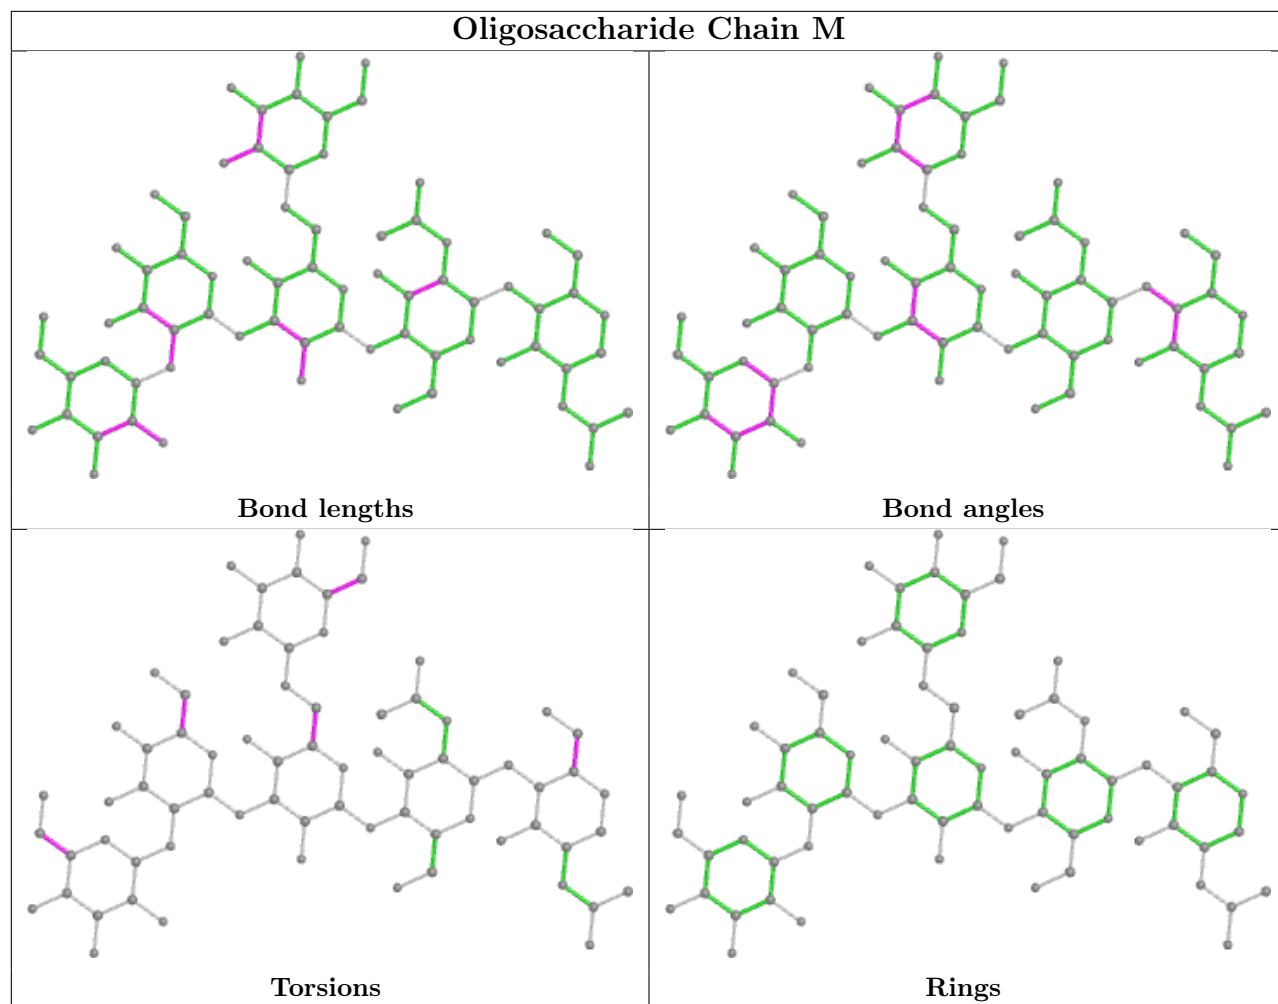 Oligosaccharide Chain M
Bond lengths
Bond angles
Torsions
Rings